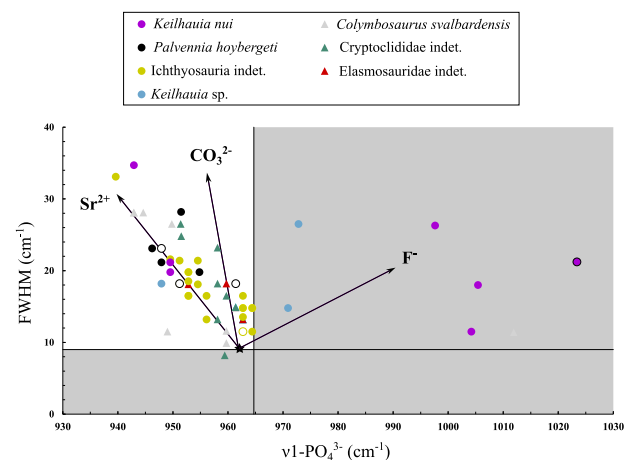 Keilhauia nui
Colymbosaurus svalbardensis
Palvennia hoybergeti
Cryptoclididae indet.
Ichthyosauria indet.
Elasmosauridae indet.
Keilhauia sp.
40
30
20
10
0
FWHM (cm⁻¹)
Sr²⁺
CO₃²⁻
F⁻
930 940 950 960 970 980 990 1000 1010 1020 1030
ν1-PO₄³⁻ (cm⁻¹)